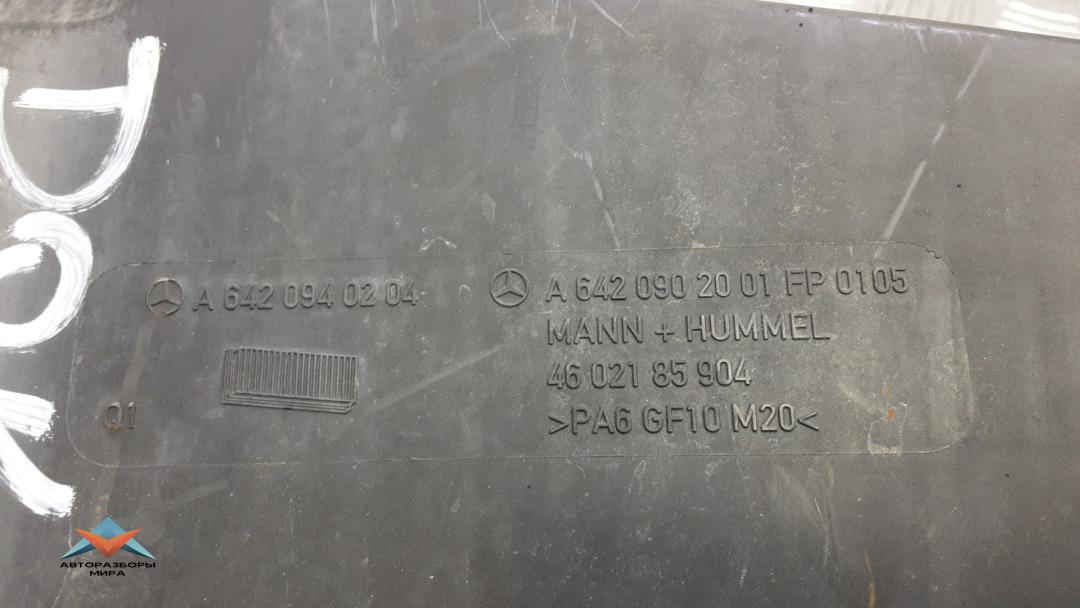 A 642 094 02 04
Q1
A 642 090 20 01 FP 0105
MANN + HUMMEL
46 021 85 904
>PA6 GF10 M20<
АВТОРАЗБОРЫ
МИРА